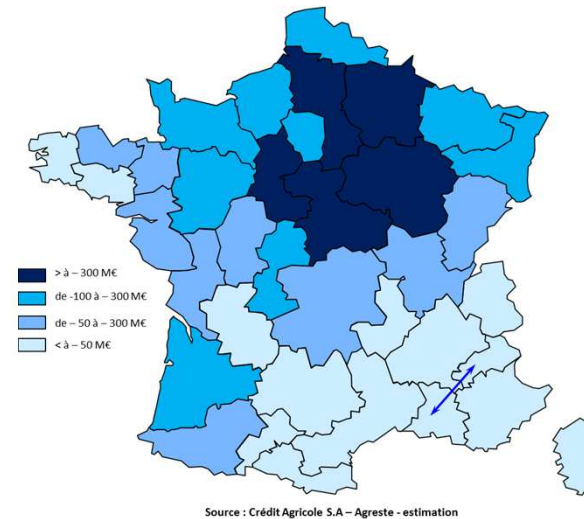 > à – 300 M€
de -100 à – 300 M€
de – 50 à – 300 M€
< à – 50 M€
Source : Crédit Agricole S.A – Agreste - estimation